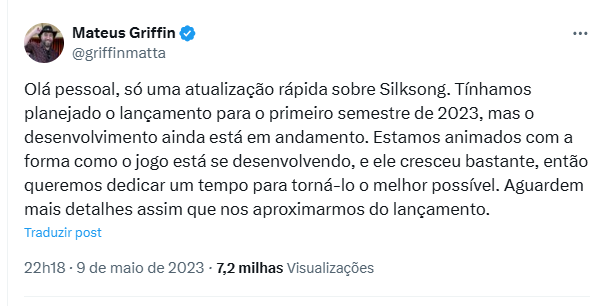 Mateus Griffin
@griffinmatta
Olá pessoal, só uma atualização rápida sobre Silksong. Tínhamos
planejado o lançamento para o primeiro semestre de 2023, mas o
desenvolvimento ainda está em andamento. Estamos animados com a
forma como o jogo está se desenvolvendo, e ele cresceu bastante, então
queremos dedicar um tempo para torná-lo o melhor possível. Aguardem
mais detalhes assim que nos aproximarmos do lançamento.
Traduzir post
22h18 · 9 de maio de 2023 · 7,2 milhas Visualizações